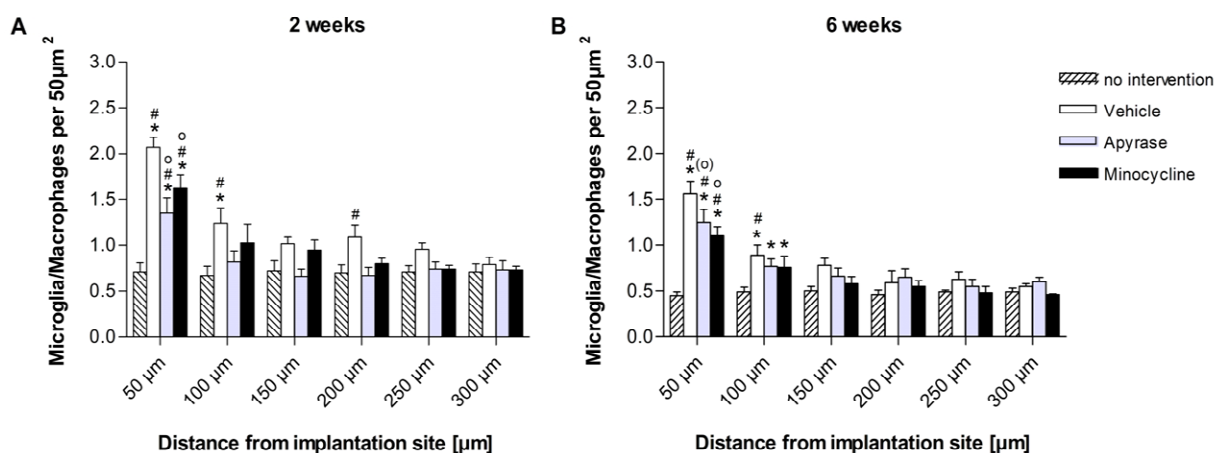 A
2 weeks
Microglia/Macrophages per 50µm²
3.0
2.5
2.0
1.5
1.0
0.5
0.0
#
*
°
#
*
°
#
*
#
*
#
50 µm
100 µm
150 µm
200 µm
250 µm
300 µm
Distance from implantation site [µm]
B
6 weeks
Microglia/Macrophages per 50µm²
3.0
2.5
2.0
1.5
1.0
0.5
0.0
#
*
(o)
#
*
°
#
*
#
*
* *
50 µm
100 µm
150 µm
200 µm
250 µm
300 µm
Distance from implantation site [µm]
no intervention
Vehicle
Apyrase
Minocycline